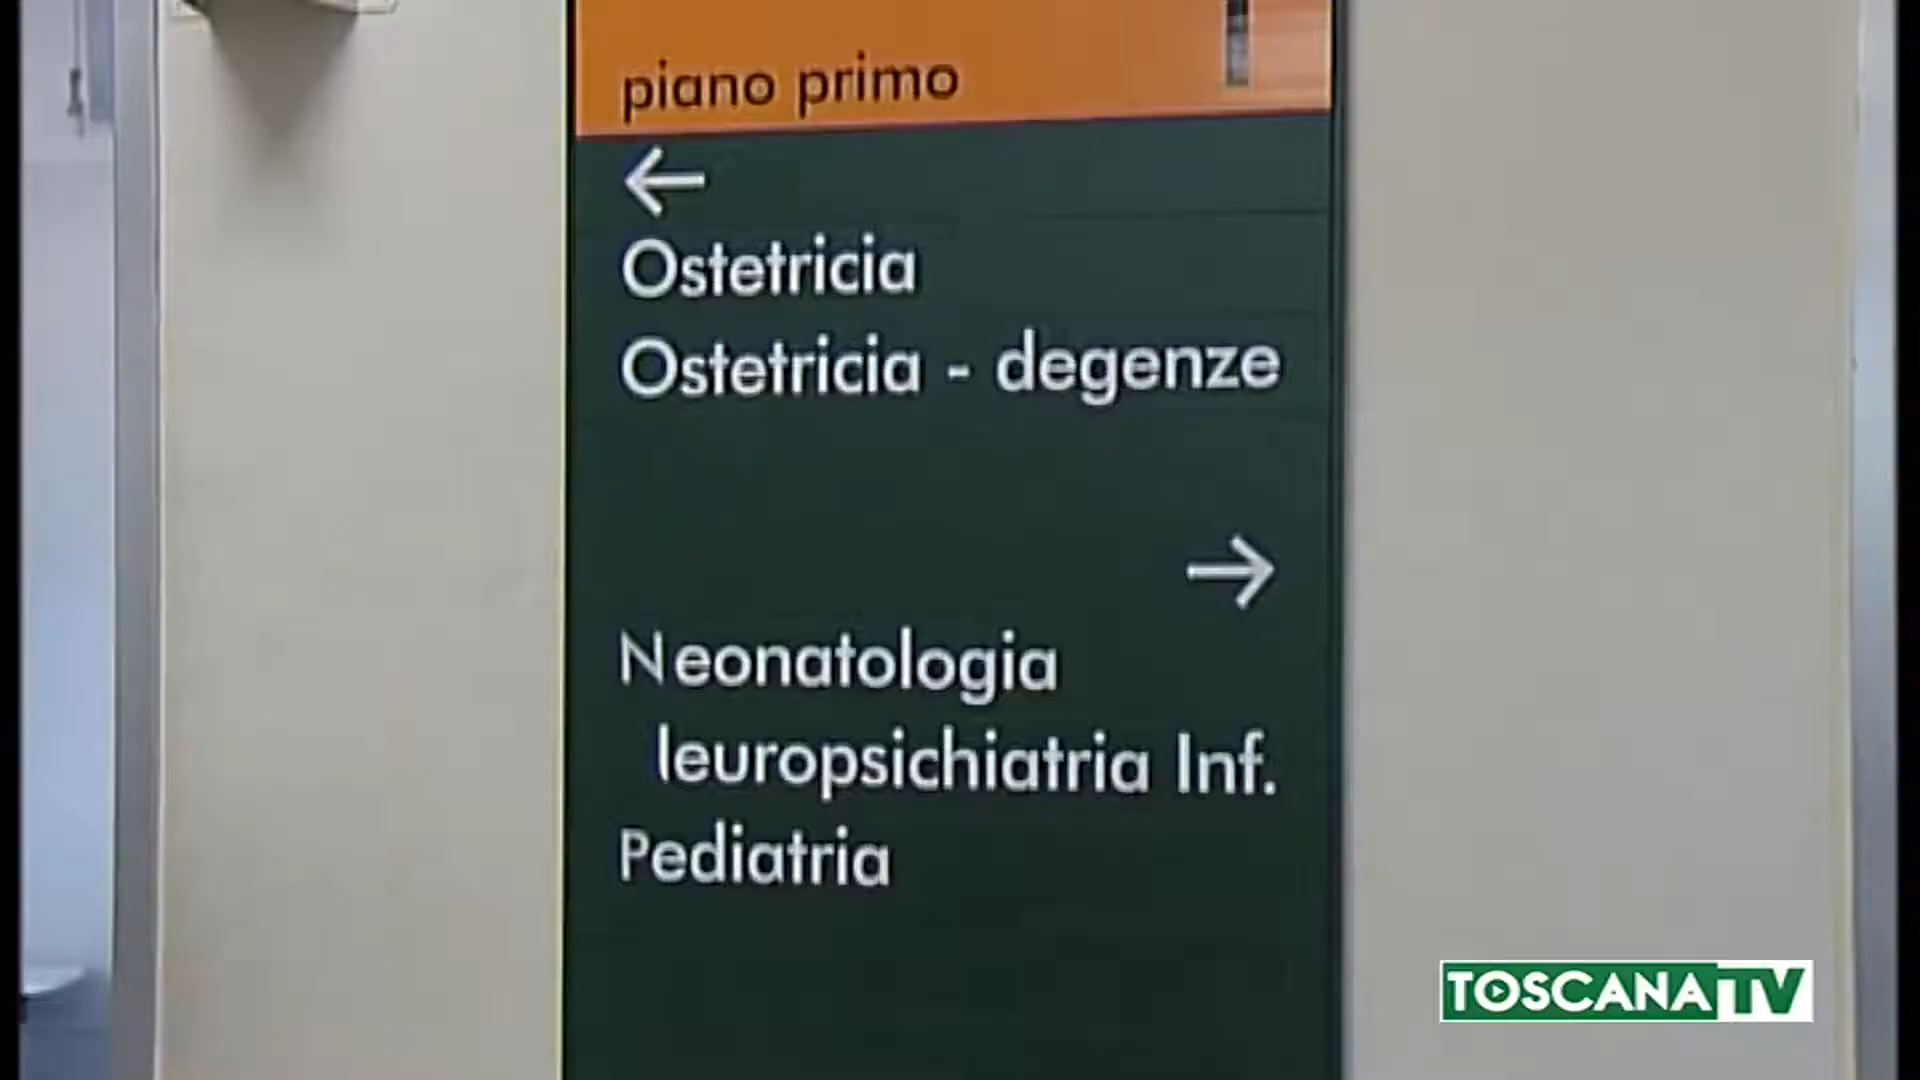 piano primo
←
Ostetricia
Ostetricia - degenze
→
Neonatologia
leuropsichiatria Inf.
Pediatria
TOSCANA TV